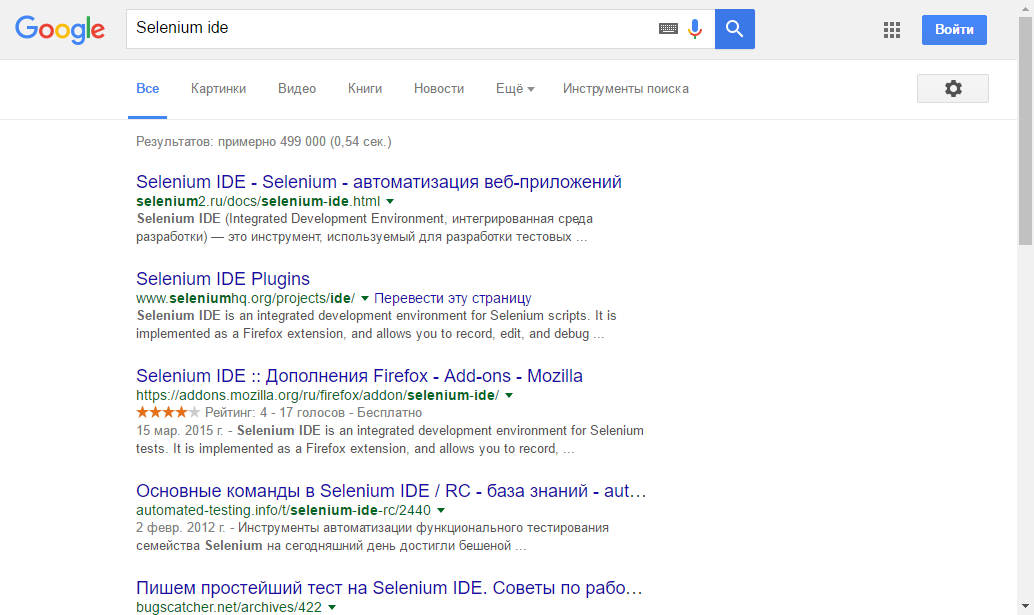 Google
Selenium ide
Войти
Все Картинки Видео Книги Новости Ещё Инструменты поиска
Результатов: примерно 499 000 (0,54 сек.)
Selenium IDE - Selenium - автоматизация веб-приложений
selenium2.ru/docs/selenium-ide.html
Selenium IDE (Integrated Development Environment, интегрированная среда
разработки) — это инструмент, используемый для разработки тестовых ...
Selenium IDE Plugins
www.seleniumhq.org/projects/ide/ Перевести эту страницу
Selenium IDE is an integrated development environment for Selenium scripts. It is
implemented as a Firefox extension, and allows you to record, edit, and debug ...
Selenium IDE :: Дополнения Firefox - Add-ons - Mozilla
https://addons.mozilla.org/ru/firefox/addon/selenium-ide/
Рейтинг: 4 - 17 голосов - Бесплатно
15 мар. 2015 г. - Selenium IDE is an integrated development environment for Selenium
tests. It is implemented as a Firefox extension, and allows you to record, ...
Основные команды в Selenium IDE / RC - база знаний - aut...
automated-testing.info/t/selenium-ide-rc/2440
2 февр. 2012 г. - Инструменты автоматизации функционального тестирования
семейства Selenium на сегодняшний день достигли бешеной ...
Пишем простейший тест на Selenium IDE. Советы по рабо...
bugscatcher.net/archives/422